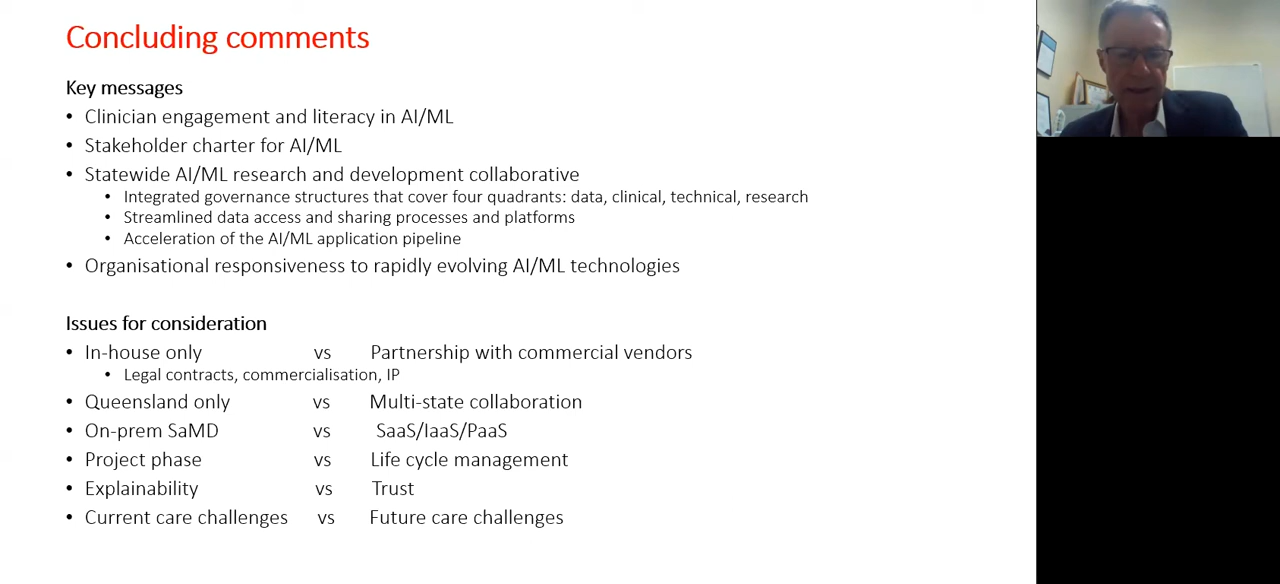 Concluding comments
Key messages
• Clinician engagement and literacy in AI/ML
• Stakeholder charter for AI/ML
• Statewide AI/ML research and development collaborative
• Integrated governance structures that cover four quadrants: data, clinical, technical, research
• Streamlined data access and sharing processes and platforms
• Acceleration of the AI/ML application pipeline
• Organisational responsiveness to rapidly evolving AI/ML technologies
Issues for consideration
• In-house only vs Partnership with commercial vendors
• Legal contracts, commercialisation, IP
• Queensland only vs Multi-state collaboration
• On-prem SaMD vs SaaS/IaaS/PaaS
• Project phase vs Life cycle management
• Explainability vs Trust
• Current care challenges vs Future care challenges